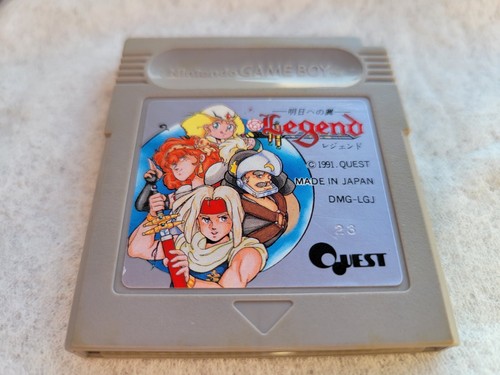 Nintendo GAME BOY
明日への翼
Legend
レジェンド
© 1991. QUEST
MADE IN JAPAN
DMG-LGJ
23
QUEST